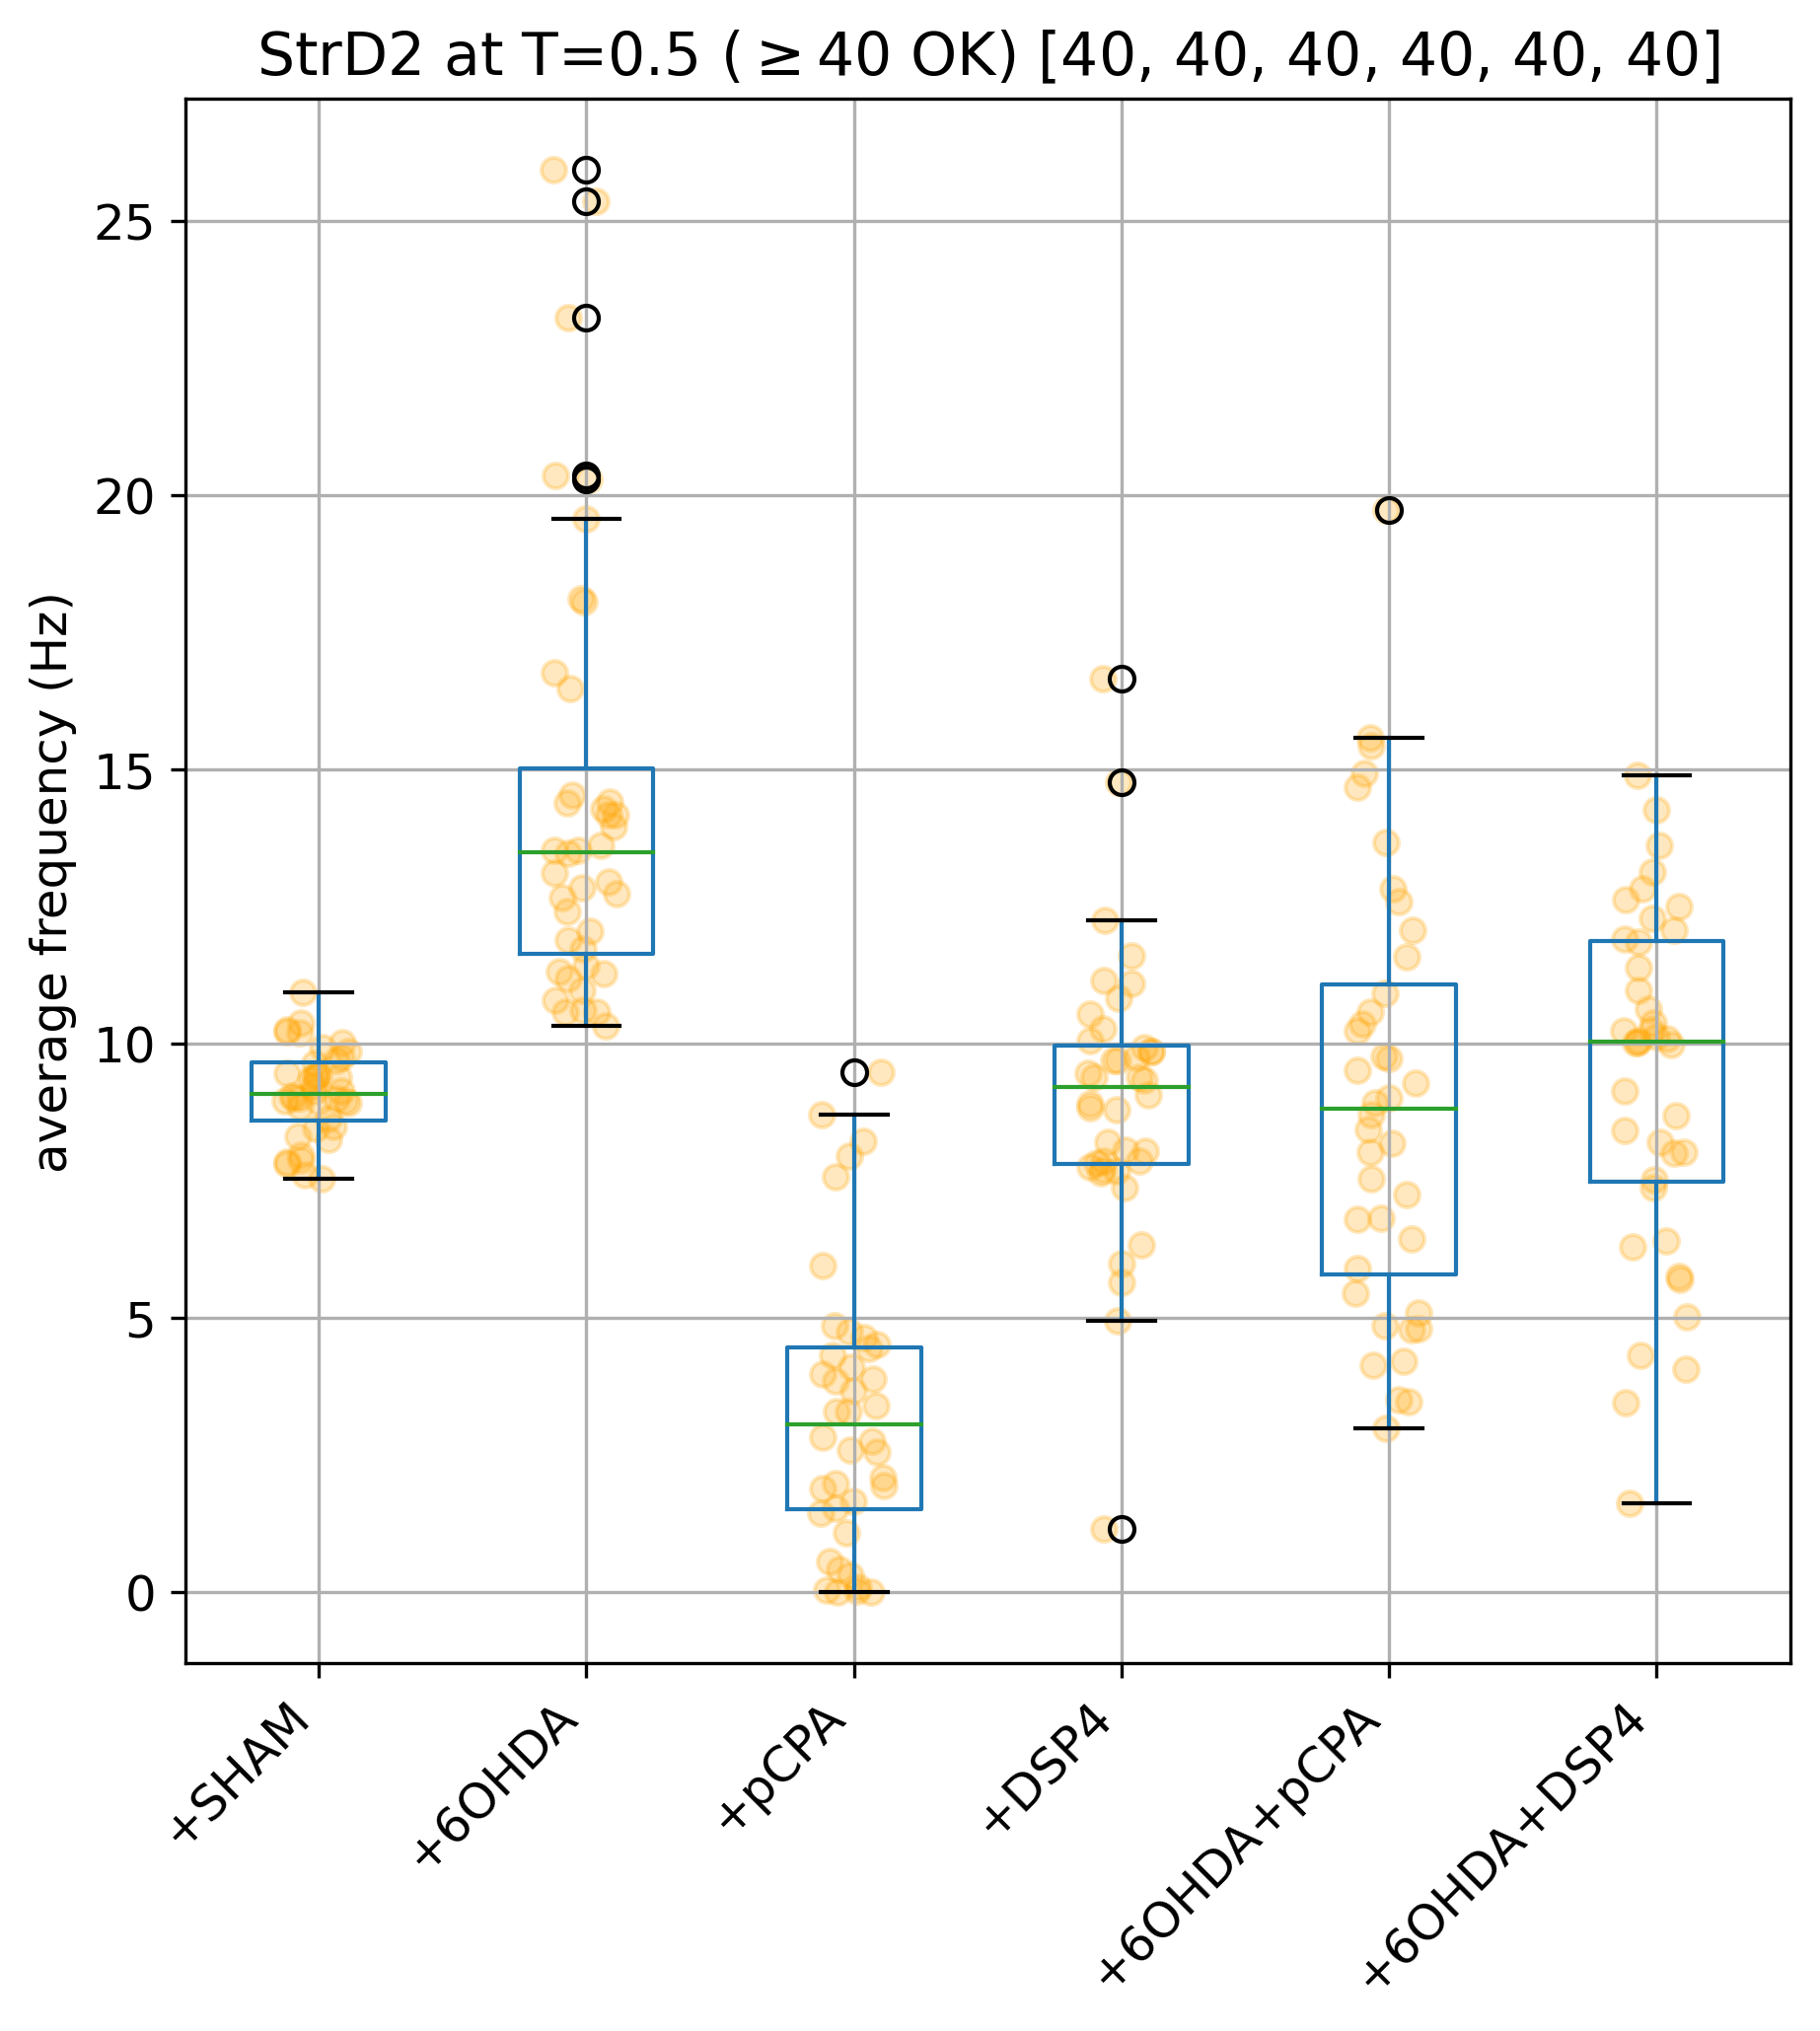 StrD2 at T=0.5 (≥40 OK) [40, 40, 40, 40, 40, 40]
average frequency (Hz)
25
20
15
10
5
0
+SHAM
+6OHDA
+pCPA
+DSP4
+6OHDA+pCPA
+6OHDA+DSP4